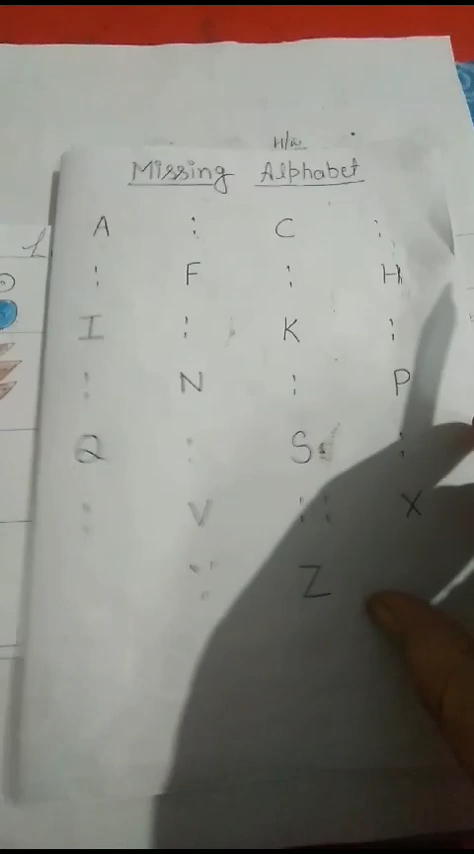 H/w
Missing Alphabet
A : C :
: F : H
I : K :
: N : P
Q : S :
: V : : X
Z